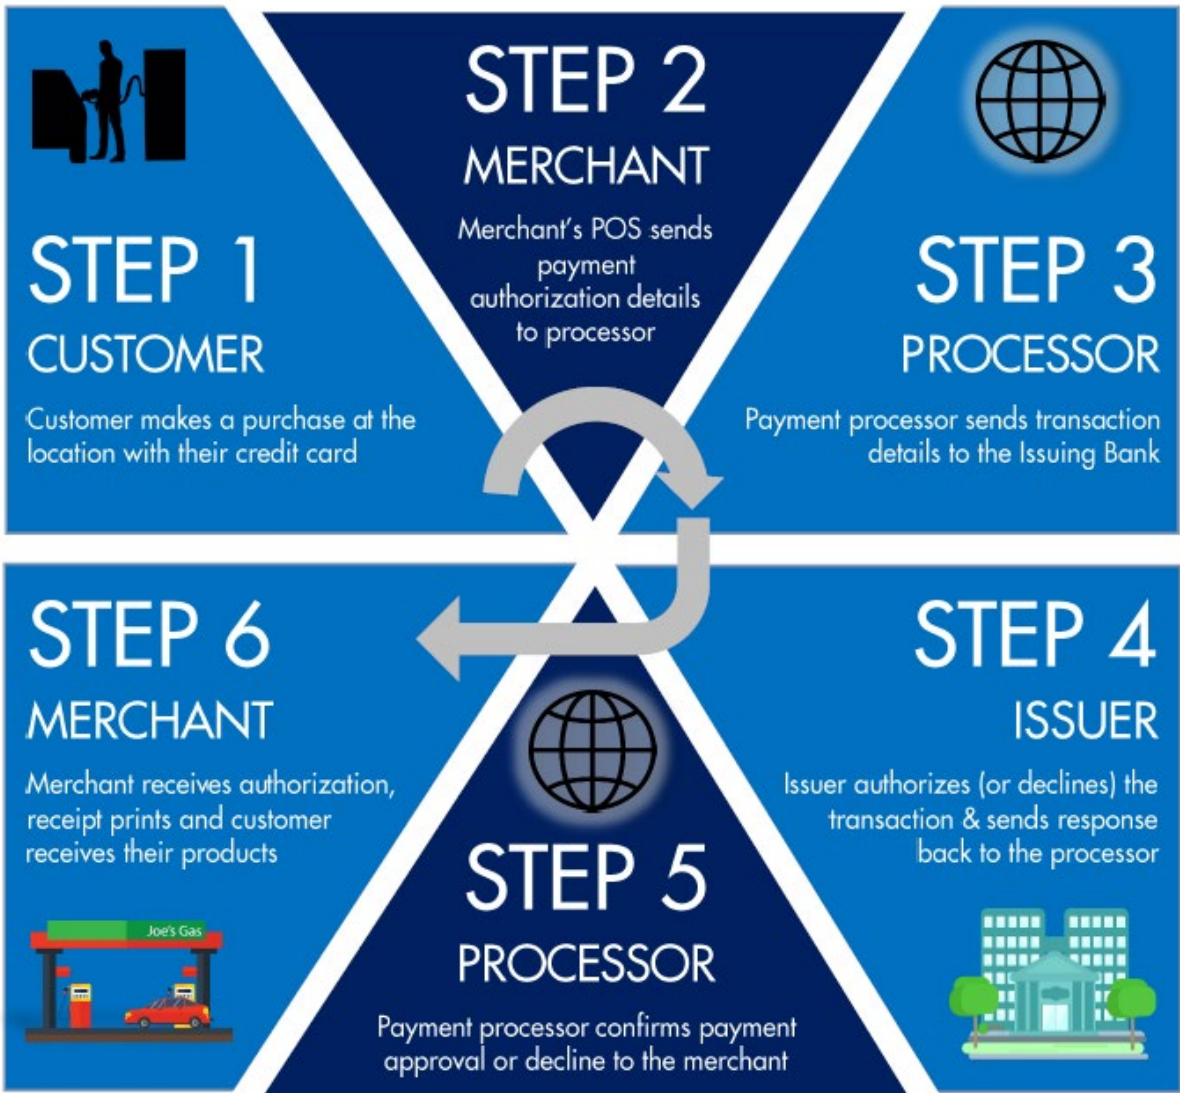 STEP 1
CUSTOMER
Customer makes a purchase at the
location with their credit card
STEP 2
MERCHANT
Merchant's POS sends
payment
authorization details
to processor
STEP 3
PROCESSOR
Payment processor sends transaction
details to the Issuing Bank
STEP 4
ISSUER
Issuer authorizes (or declines) the
transaction & sends response
back to the processor
STEP 5
PROCESSOR
Payment processor confirms payment
approval or decline to the merchant
STEP 6
MERCHANT
Merchant receives authorization,
receipt prints and customer
receives their products
Joe's Gas